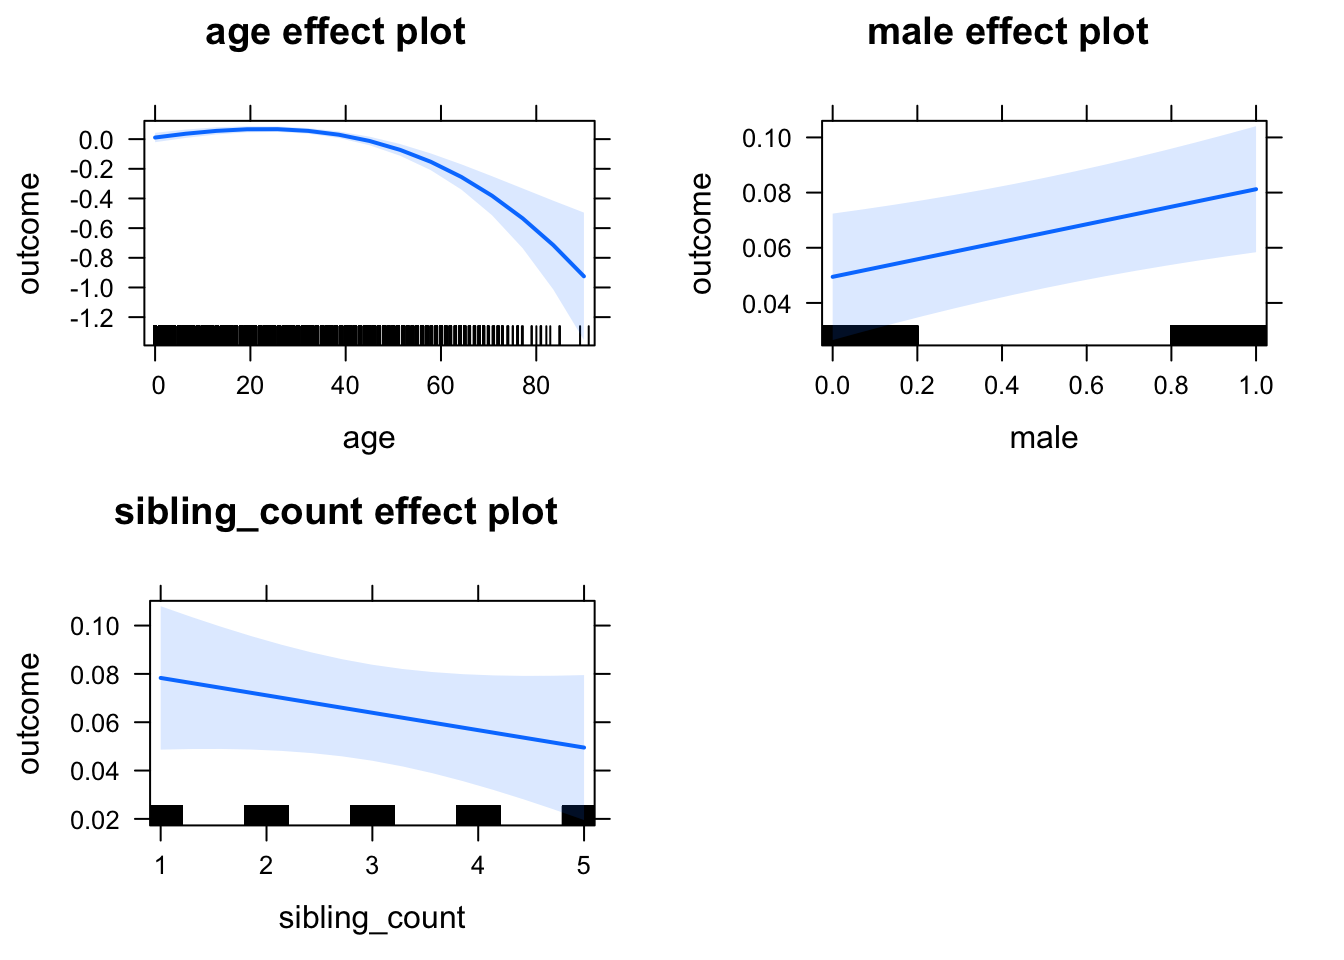 age effect plot
outcome
0.0
-0.2
-0.4
-0.6
-0.8
-1.0
-1.2
0 20 40 60 80
age
male effect plot
outcome
0.10
0.08
0.06
0.04
0.0 0.2 0.4 0.6 0.8 1.0
male
sibling_count effect plot
outcome
0.10
0.08
0.06
0.04
0.02
1 2 3 4 5
sibling_count